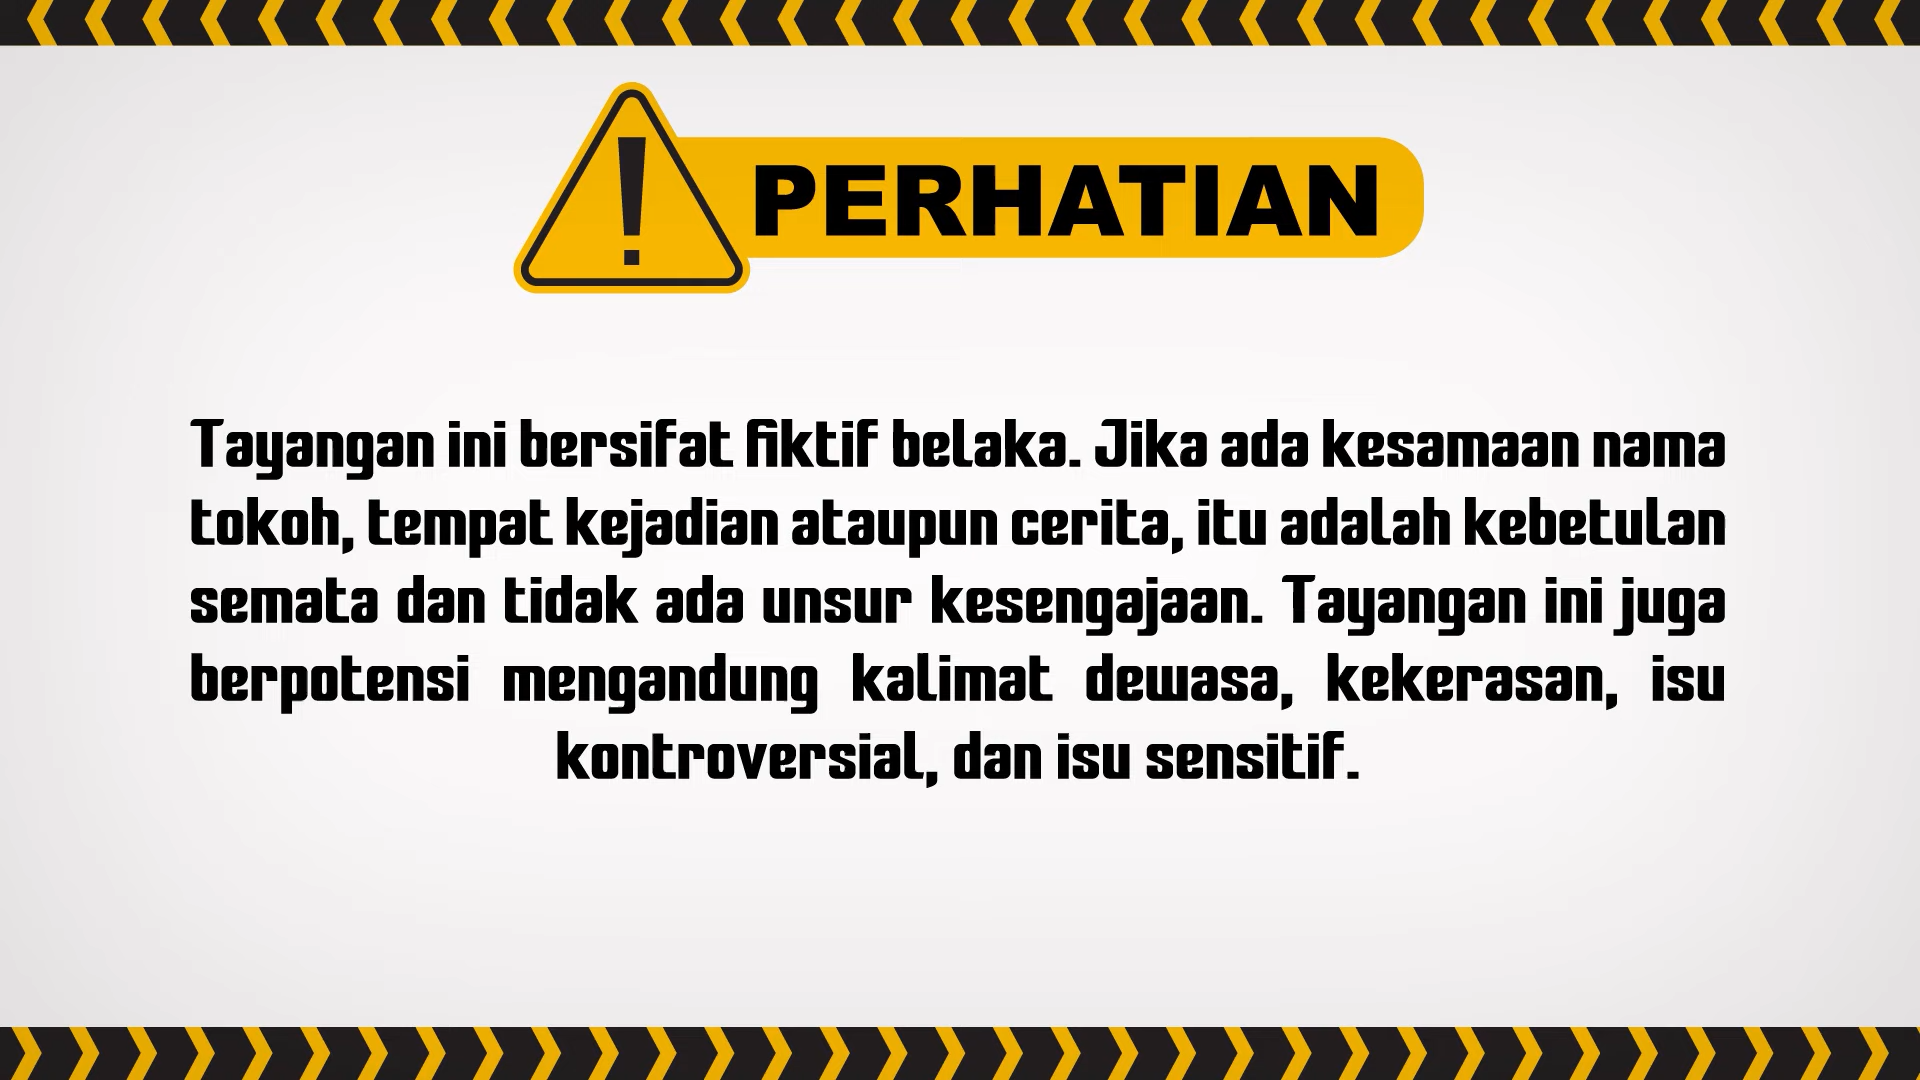 PERHATIAN
Tayangan ini bersifat fiktif belaka. Jika ada kesamaan nama
tokoh, tempat kejadian ataupun cerita, itu adalah kebetulan
semata dan tidak ada unsur kesengajaan. Tayangan ini juga
berpotensi mengandung kalimat dewasa, kekerasan, isu
kontroversial, dan isu sensitif.